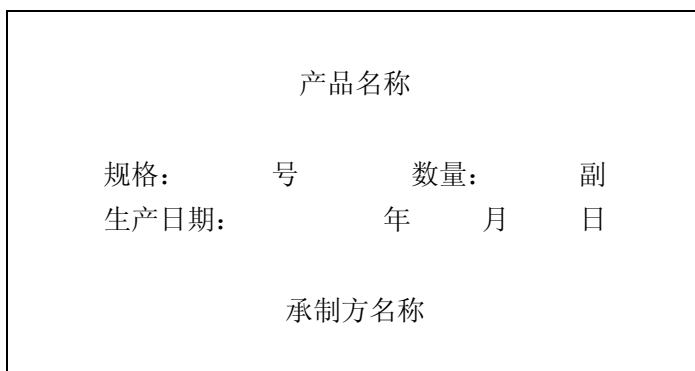 产品名称
规格： 号 数量： 副
生产日期： 年 月 日
承制方名称